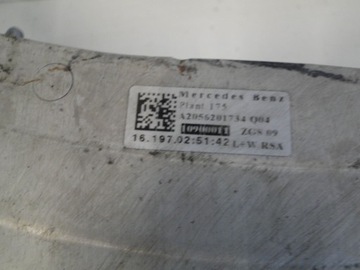 Mercedes Benz
Plant 175
A2056201734 Q04
ZGS 09
16.197.02:51:42 L+W RSA